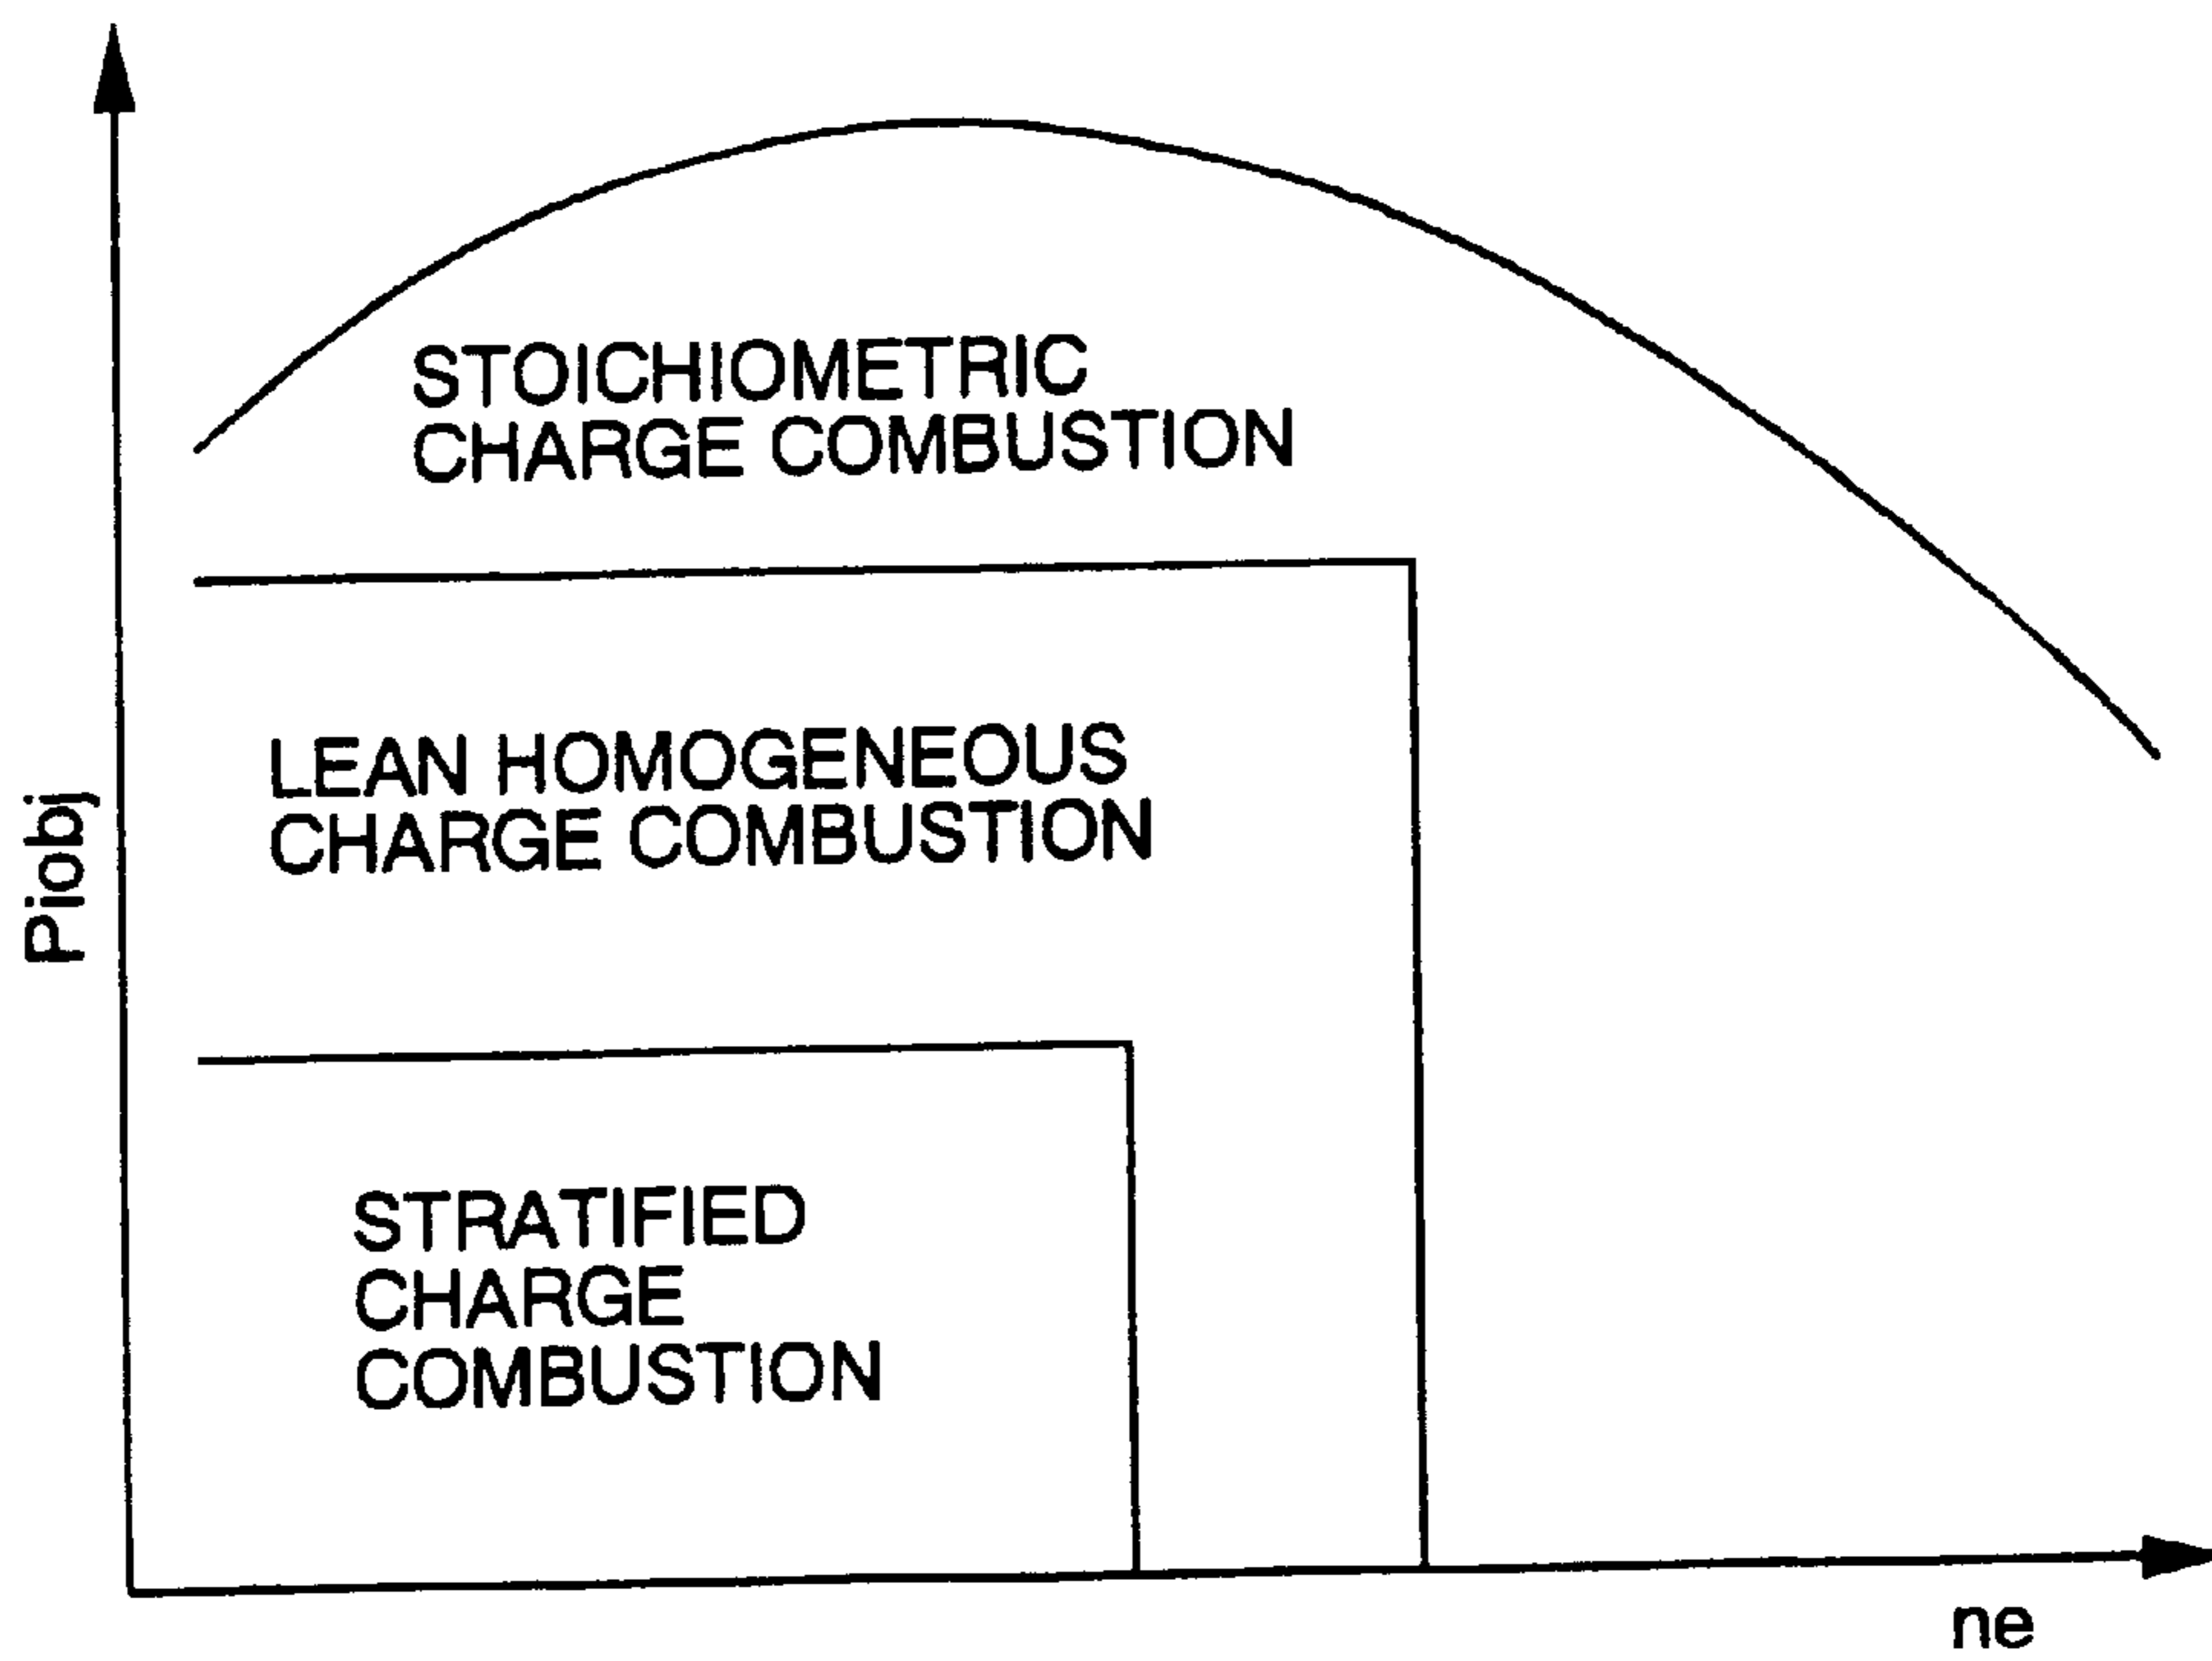 STOICHIOMETRIC
CHARGE COMBUSTION
LEAN HOMOGENEOUS
CHARGE COMBUSTION
Piobj
STRATIFIED
CHARGE
COMBUSTION
ne